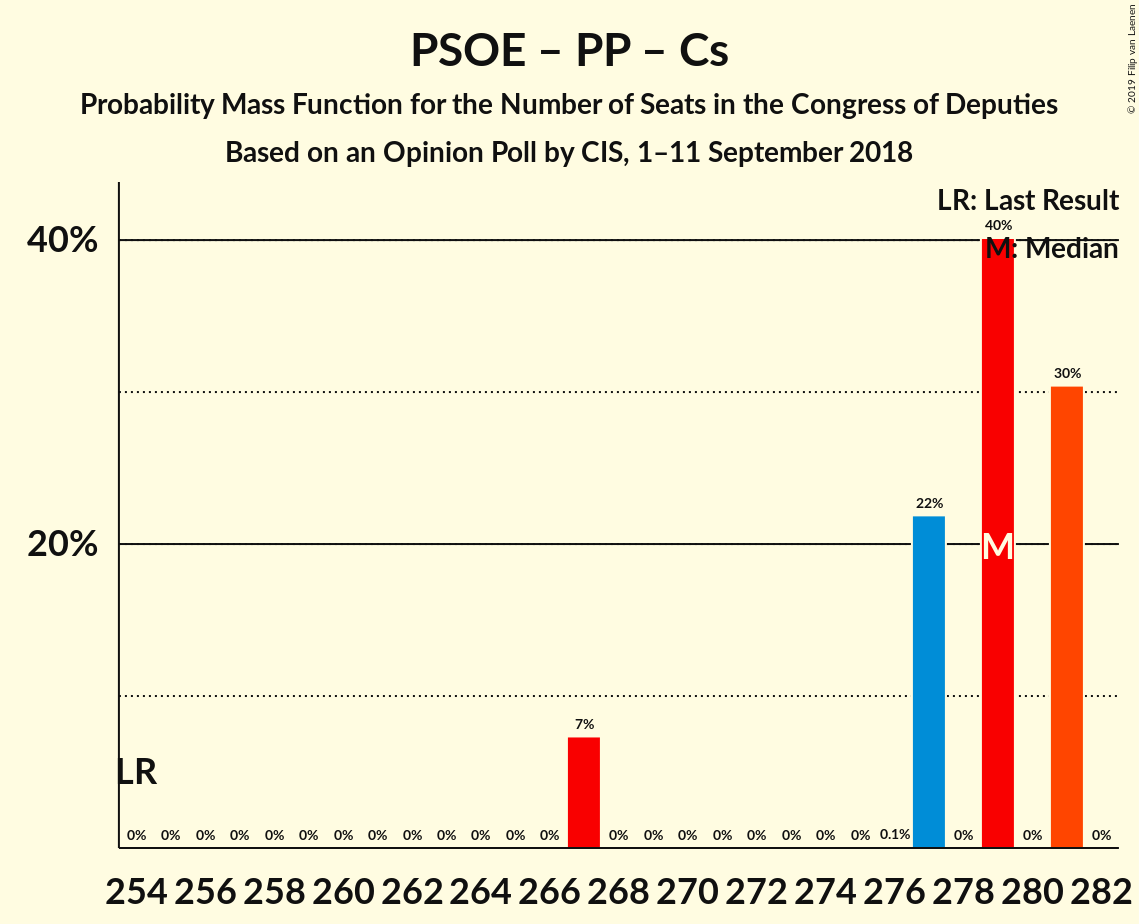 PSOE – PP – Cs
Probability Mass Function for the Number of Seats in the Congress of Deputies
Based on an Opinion Poll by CIS, 1–11 September 2018
© 2019 Filip van Laenen
LR: Last Result
M: Median
40%
20%
40%
30%
22%
M
7%
LR
0% 0% 0% 0% 0% 0% 0% 0% 0% 0% 0% 0% 0% 0% 0% 0% 0% 0% 0% 0% 0% 0.1% 0% 0% 0%
254 256 258 260 262 264 266 268 270 272 274 276 278 280 282